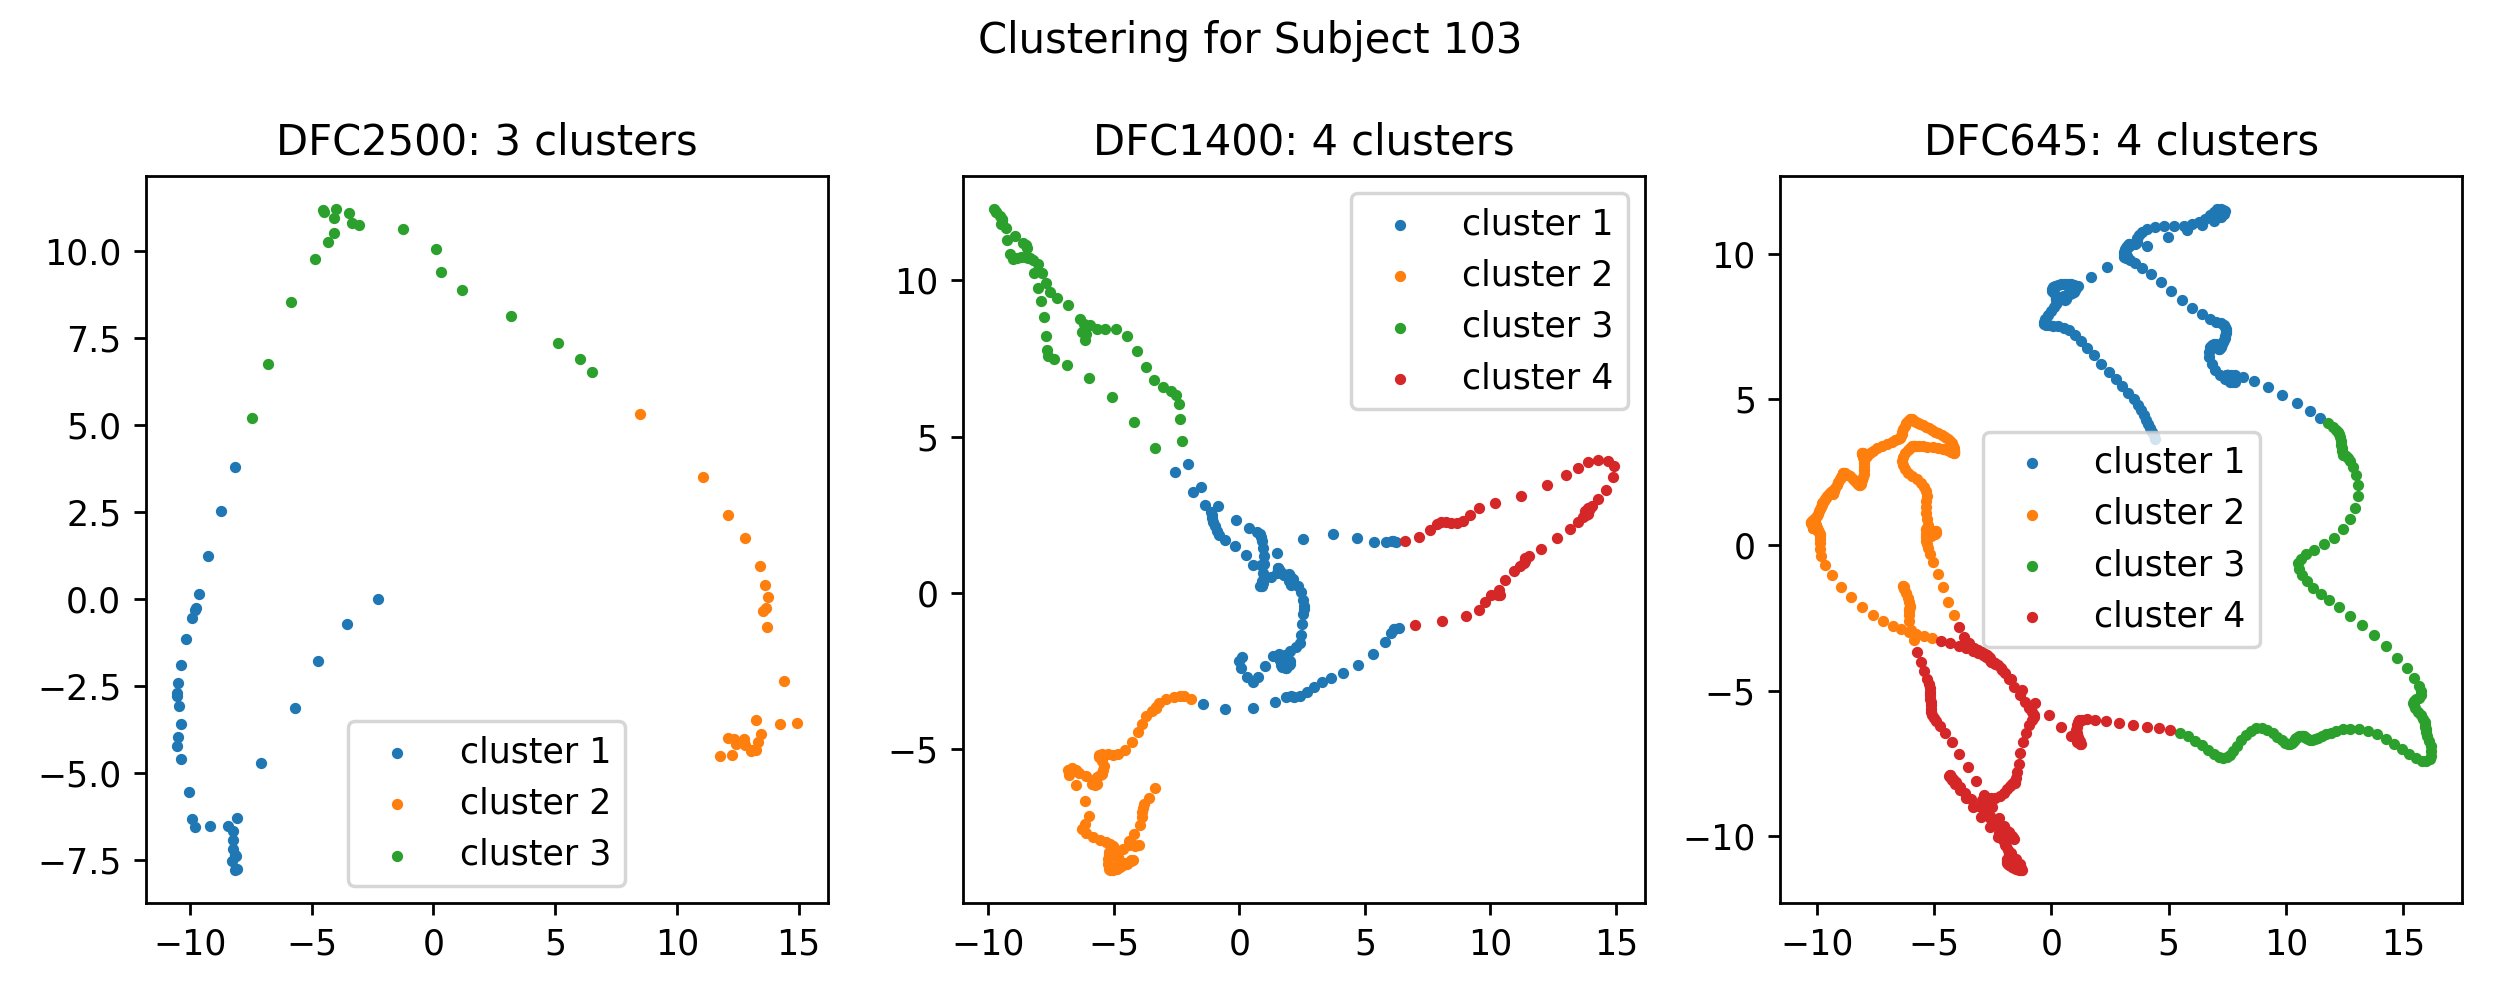 Clustering for Subject 103
DFC2500: 3 clusters
10.0
7.5
5.0
2.5
0.0
−2.5
−5.0
−7.5
−10
−5
0
5
10
15
cluster 1
cluster 2
cluster 3
DFC1400: 4 clusters
10
5
0
−5
−10
−5
0
5
10
15
cluster 1
cluster 2
cluster 3
cluster 4
DFC645: 4 clusters
10
5
0
−5
−10
−10
−5
0
5
10
15
cluster 1
cluster 2
cluster 3
cluster 4